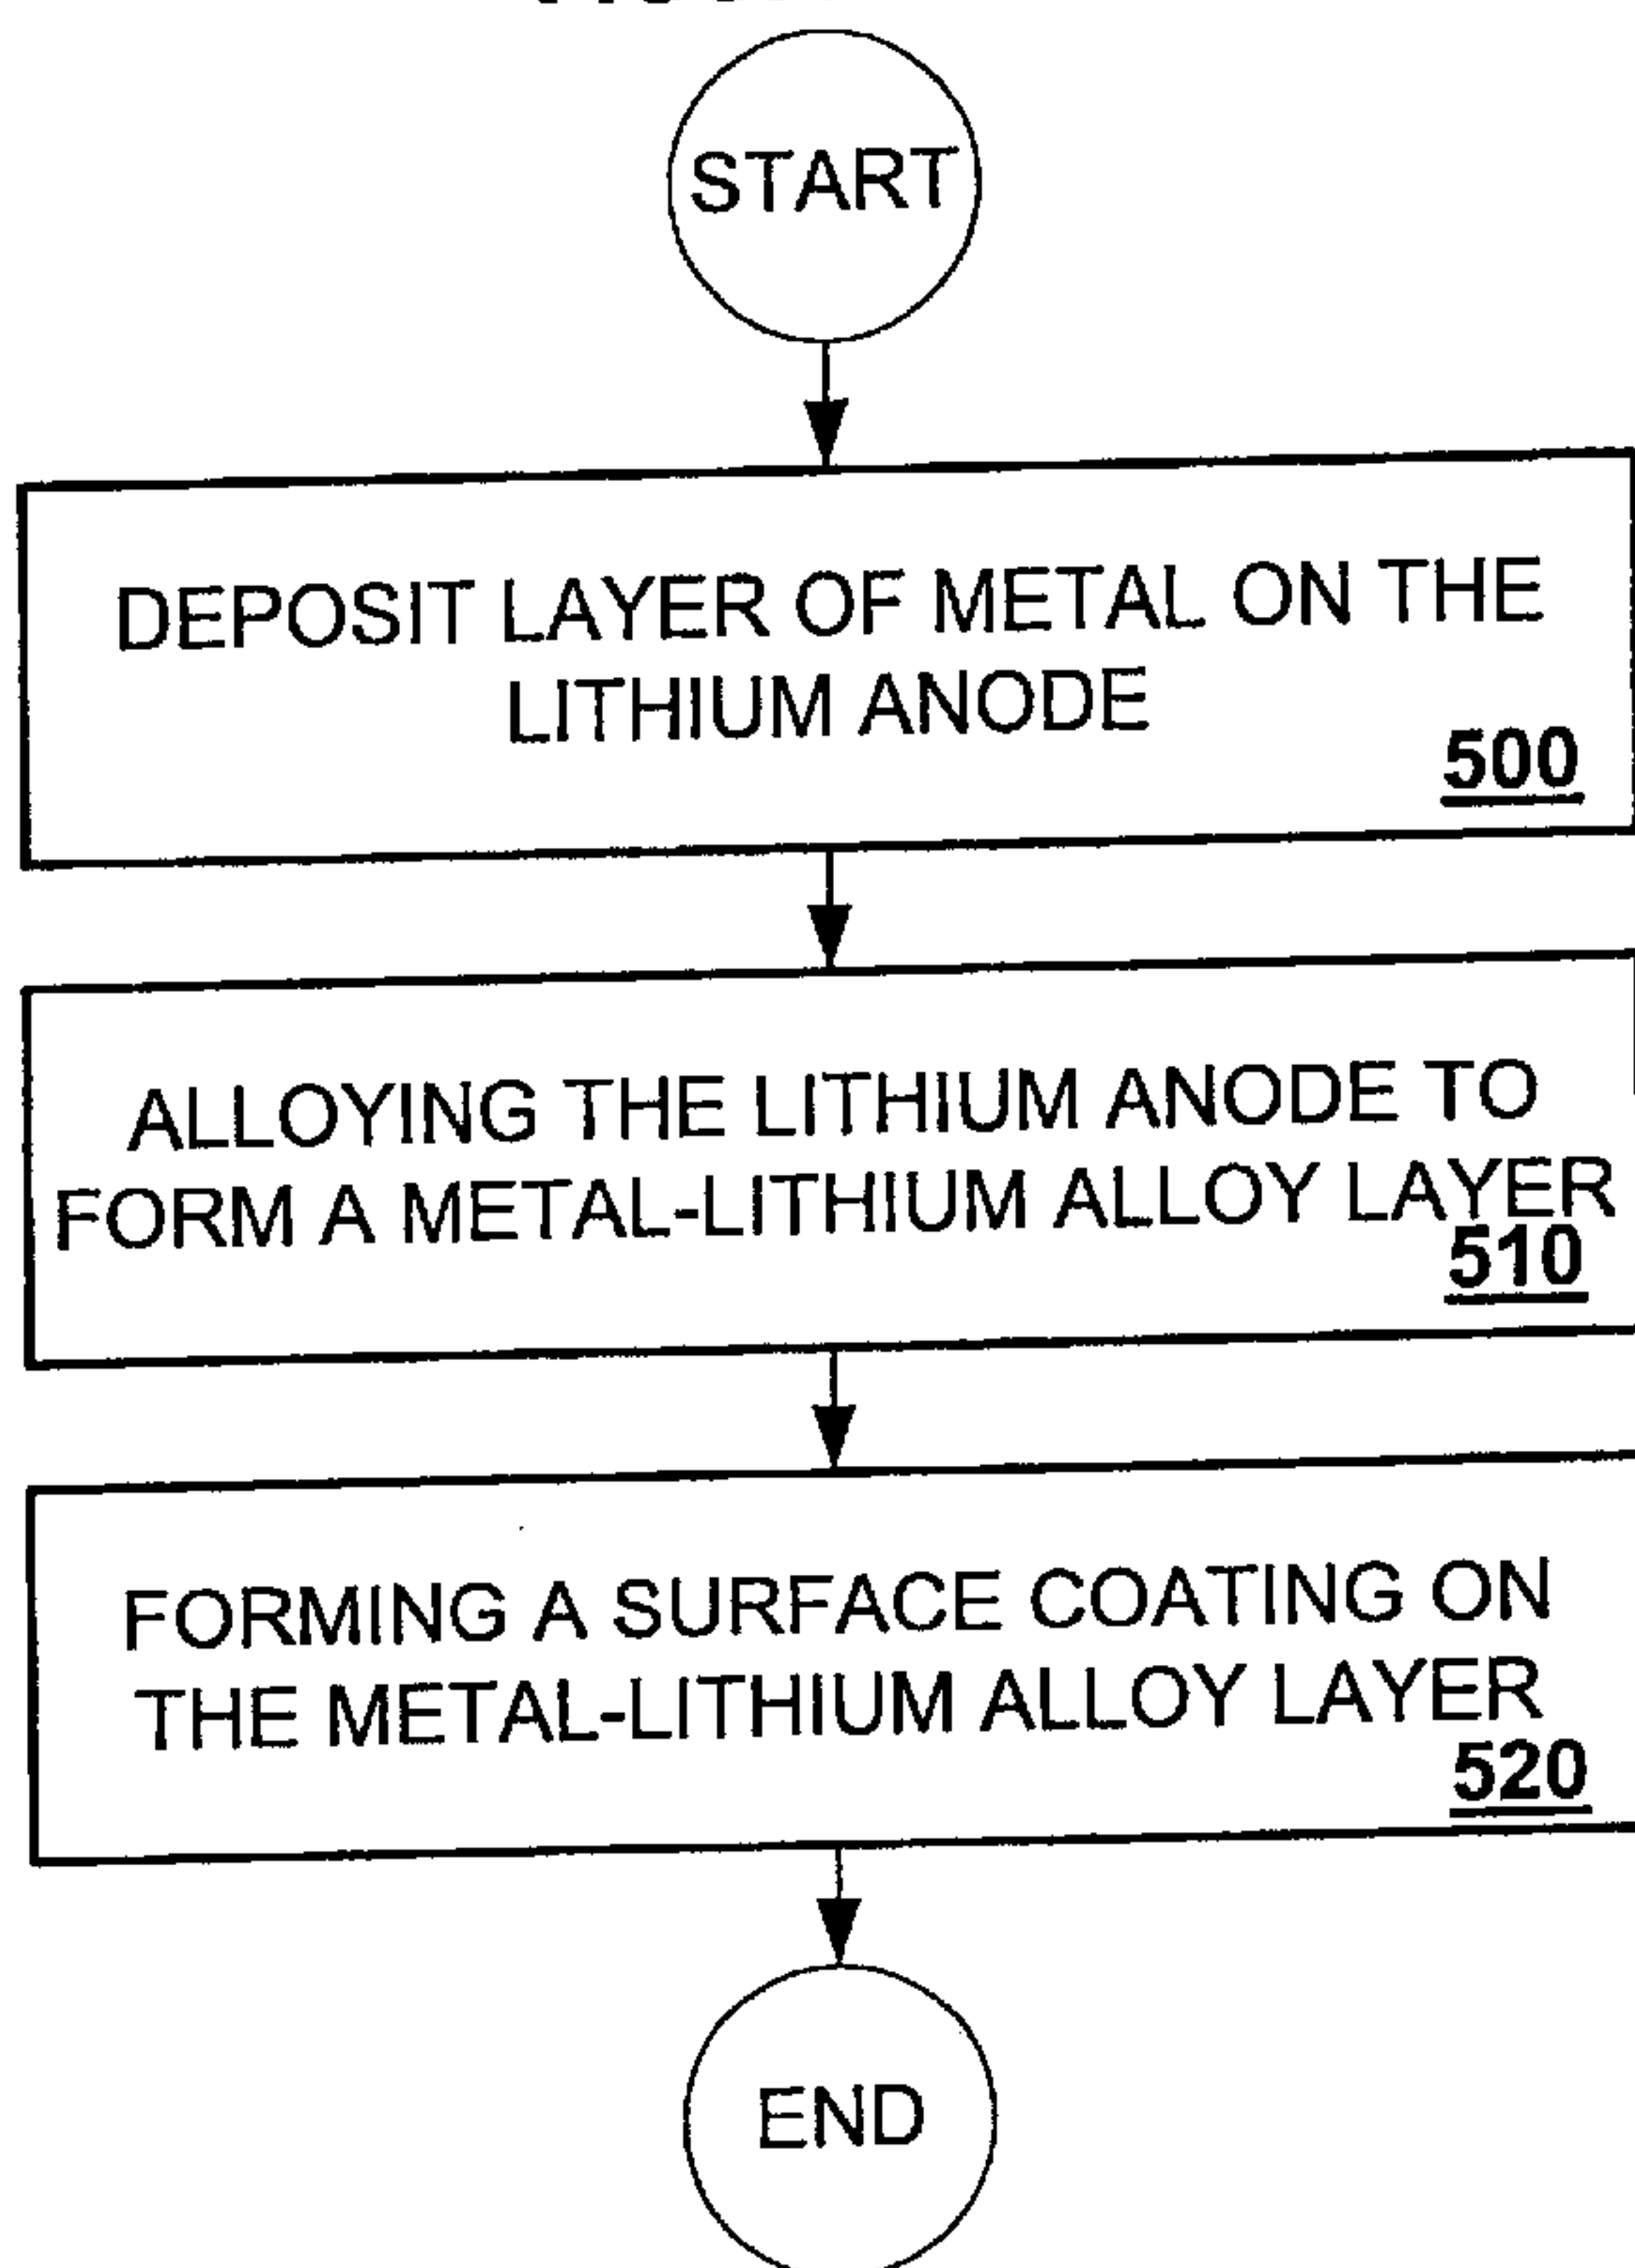 START
DEPOSIT LAYER OF METAL ON THE
LITHIUM ANODE
500
ALLOYING THE LITHIUM ANODE TO
FORM A METAL-LITHIUM ALLOY LAYER
510
FORMING A SURFACE COATING ON
THE METAL-LITHIUM ALLOY LAYER
520
END